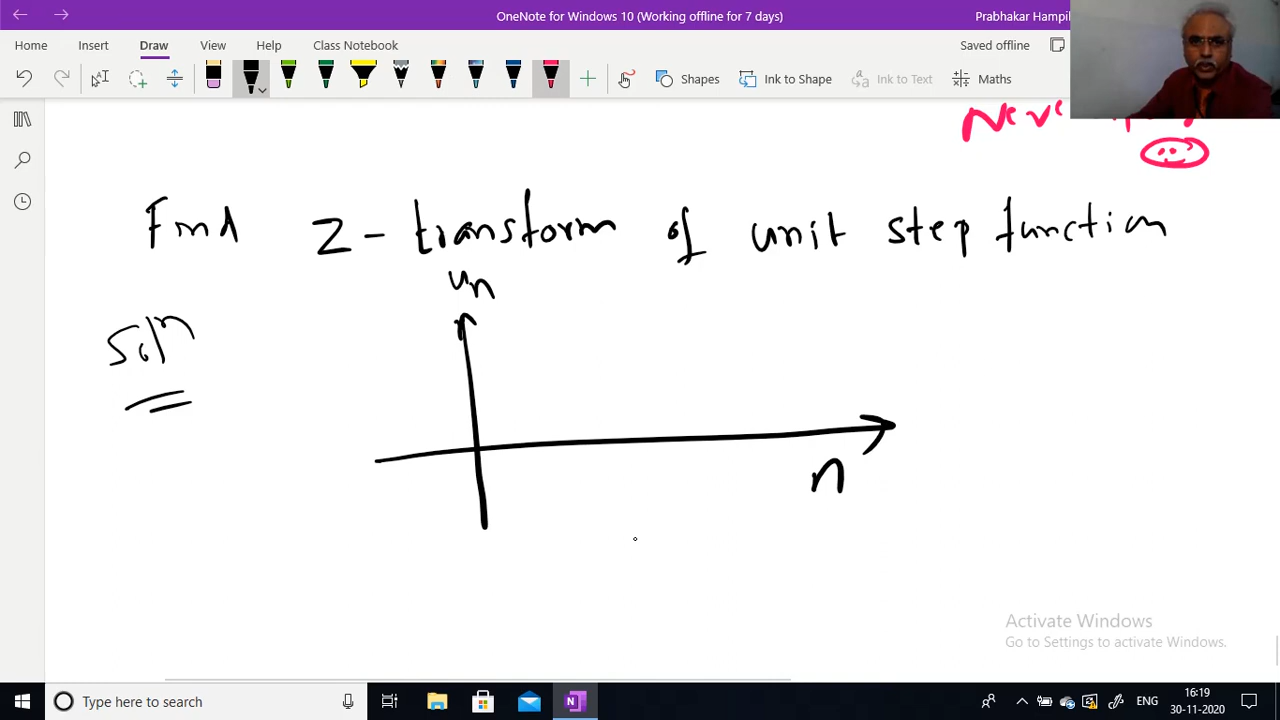 OneNote for Windows 10 (Working offline for 7 days)
Prabhakar Hampil
Home Insert Draw View Help Class Notebook
Saved offline
Shapes Ink to Shape Ink to Text Maths
Find Z-transform of unit step function
un
Soln
n
Activate Windows
Go to Settings to activate Windows.
Type here to search
ENG
16:19
30-11-2020